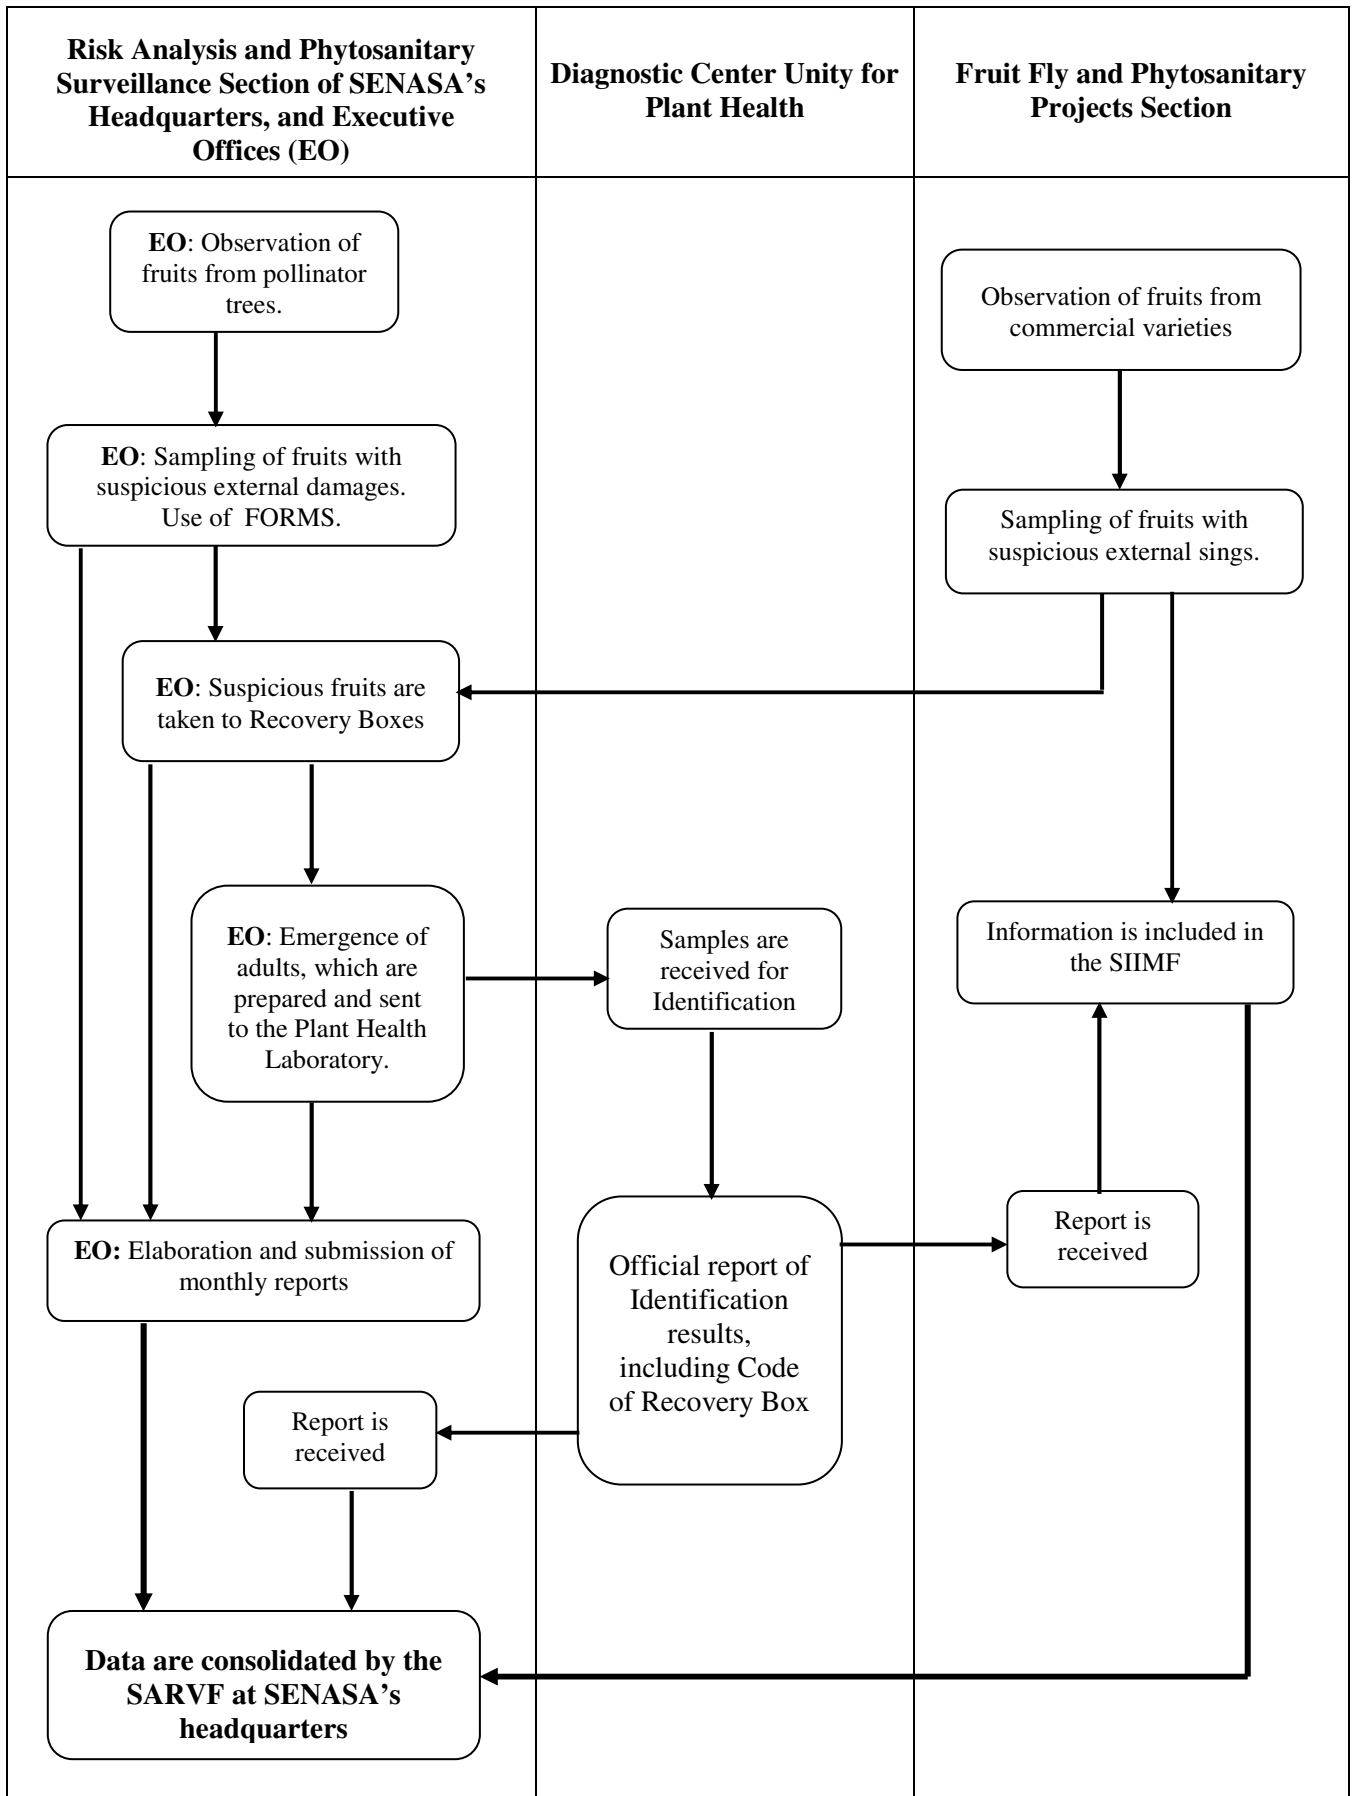 Risk Analysis and Phytosanitary
Surveillance Section of SENASA's
Headquarters, and Executive
Offices (EO)
Diagnostic Center Unity for
Plant Health
Fruit Fly and Phytosanitary
Projects Section
EO: Observation of
fruits from pollinator
trees.
Observation of fruits from
commercial varieties
EO: Sampling of fruits with
suspicious external damages.
Use of FORMS.
Sampling of fruits with
suspicious external sings.
EO: Suspicious fruits are
taken to Recovery Boxes
EO: Emergence of
adults, which are
prepared and sent
to the Plant Health
Laboratory.
Samples are
received for
Identification
Information is included in
the SIIMF
EO: Elaboration and submission of
monthly reports
Official report of
Identification
results,
including Code
of Recovery Box
Report is
received
Report is
received
Data are consolidated by the
SARVF at SENASA's
headquarters